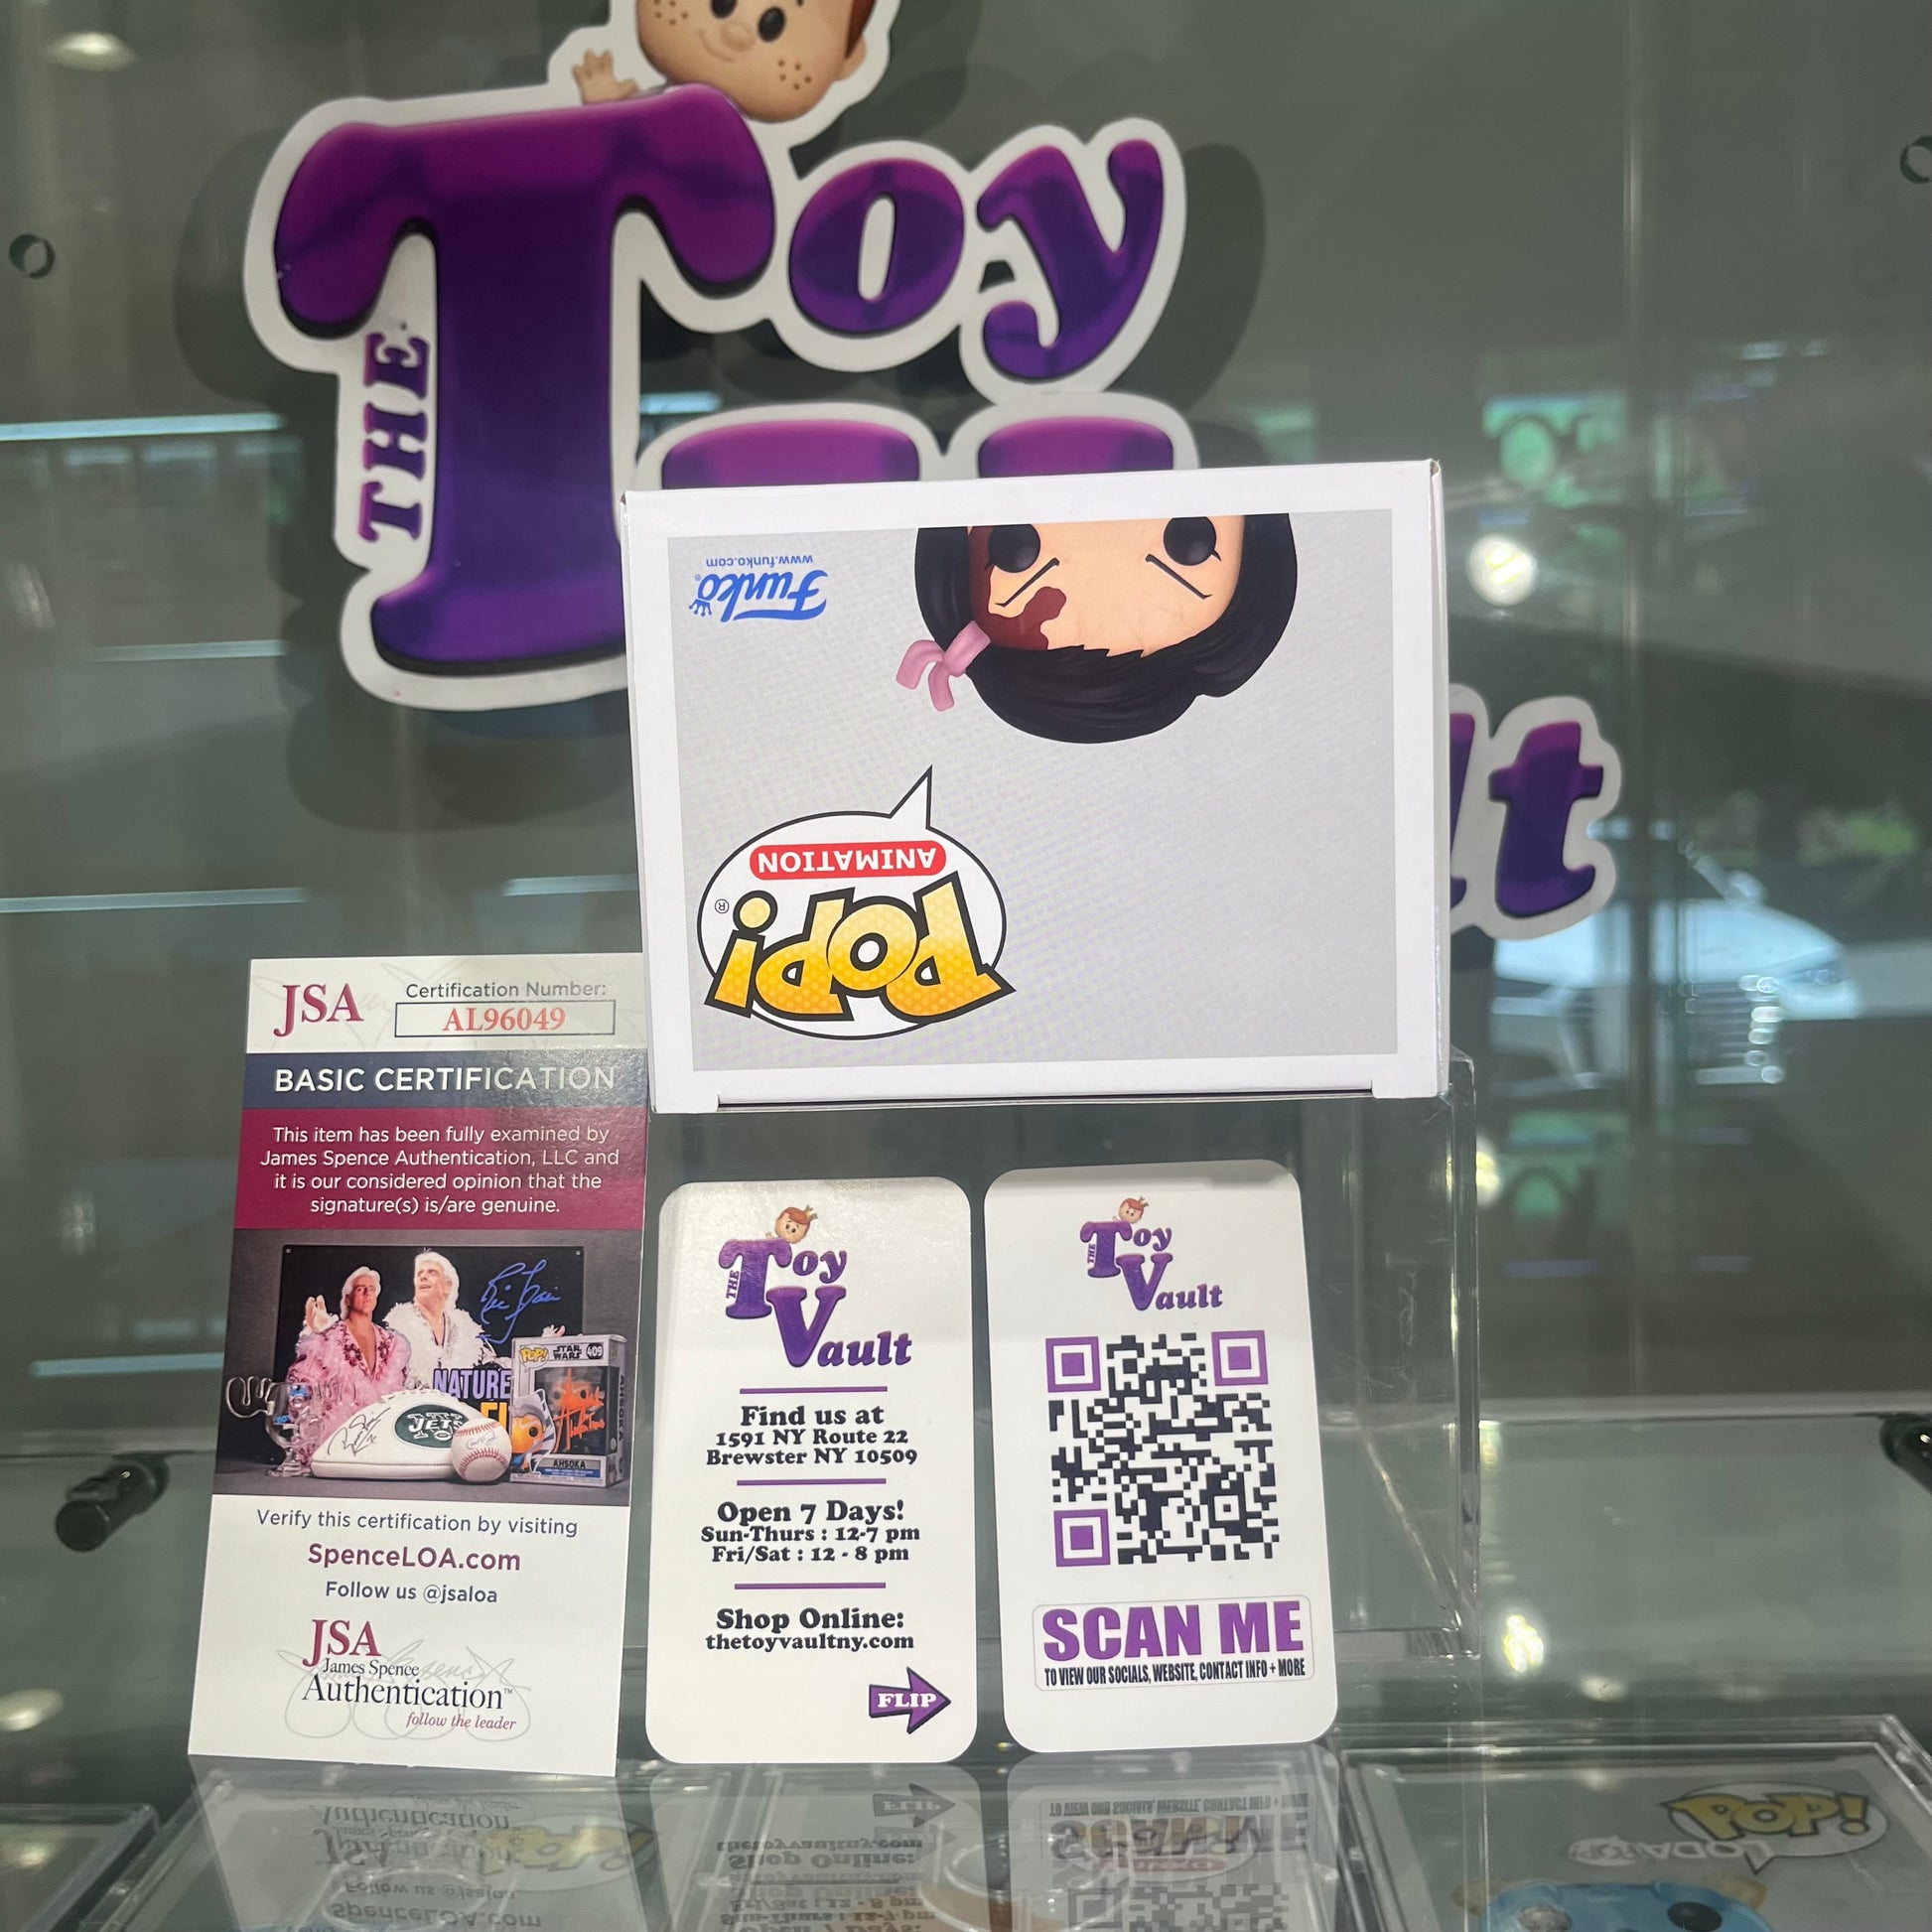 THE Toy
lt
www.funko.com
Funko
ANIMATION
POP!
®
JSA
Certification Number:
AL96049
BASIC CERTIFICATION
This item has been fully examined by
James Spence Authentication, LLC and
it is our considered opinion that the
signature(s) is/are genuine.
NATURE
POP! STAR WARS 409
JETS
AHSOKA
Verify this certification by visiting
SpenceLOA.com
Follow us @jsaloa
JSA
James Spence
Authentication™
follow the leader
THE Toy
Vault
Find us at
1591 NY Route 22
Brewster NY 10509
Open 7 Days!
Sun-Thurs : 12-7 pm
Fri/Sat : 12 - 8 pm
Shop Online:
thetoyvaultny.com
FLIP
THE Toy
Vault
SCAN ME
TO VIEW OUR SOCIALS, WEBSITE, CONTACT INFO + MORE
POP!